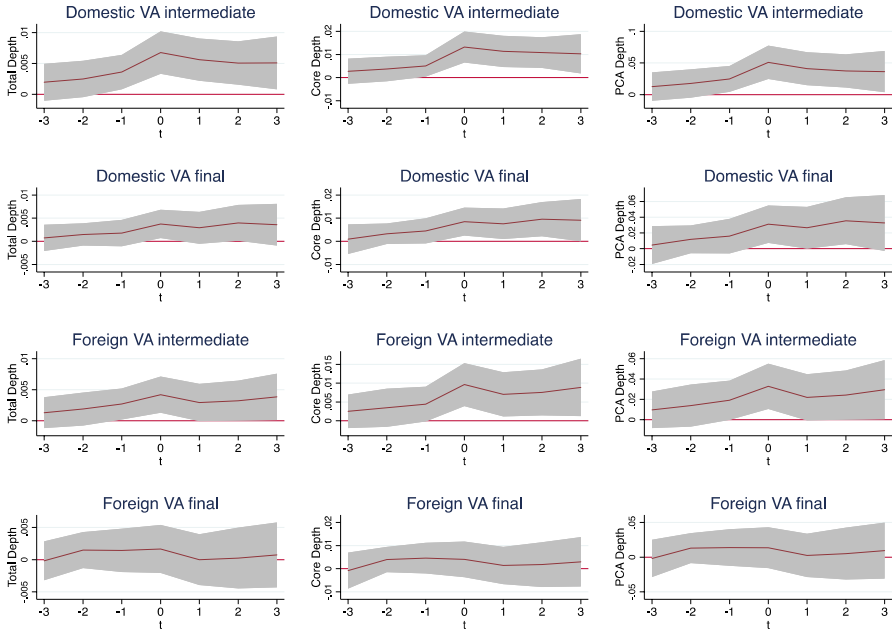 Domestic VA intermediate
Total Depth
.01
.005
0
-3 -2 -1 0 1 2 3
t
Domestic VA intermediate
Core Depth
.02
.01
0
-.01
-3 -2 -1 0 1 2 3
t
Domestic VA intermediate
PCA Depth
.1
.05
0
-3 -2 -1 0 1 2 3
t
Domestic VA final
Total Depth
.01
.005
0
-.005
-3 -2 -1 0 1 2 3
t
Domestic VA final
Core Depth
.02
.01
0
-.01
-3 -2 -1 0 1 2 3
t
Domestic VA final
PCA Depth
.06
.04
.02
0
-.02
-3 -2 -1 0 1 2 3
t
Foreign VA intermediate
Total Depth
.01
.005
0
-3 -2 -1 0 1 2 3
t
Foreign VA intermediate
Core Depth
.015
.01
.005
0
-3 -2 -1 0 1 2 3
t
Foreign VA intermediate
PCA Depth
.06
.04
.02
0
-3 -2 -1 0 1 2 3
t
Foreign VA final
Total Depth
.005
0
-.005
-3 -2 -1 0 1 2 3
t
Foreign VA final
Core Depth
.02
.01
0
-.01
-3 -2 -1 0 1 2 3
t
Foreign VA final
PCA Depth
.05
0
-.05
-3 -2 -1 0 1 2 3
t